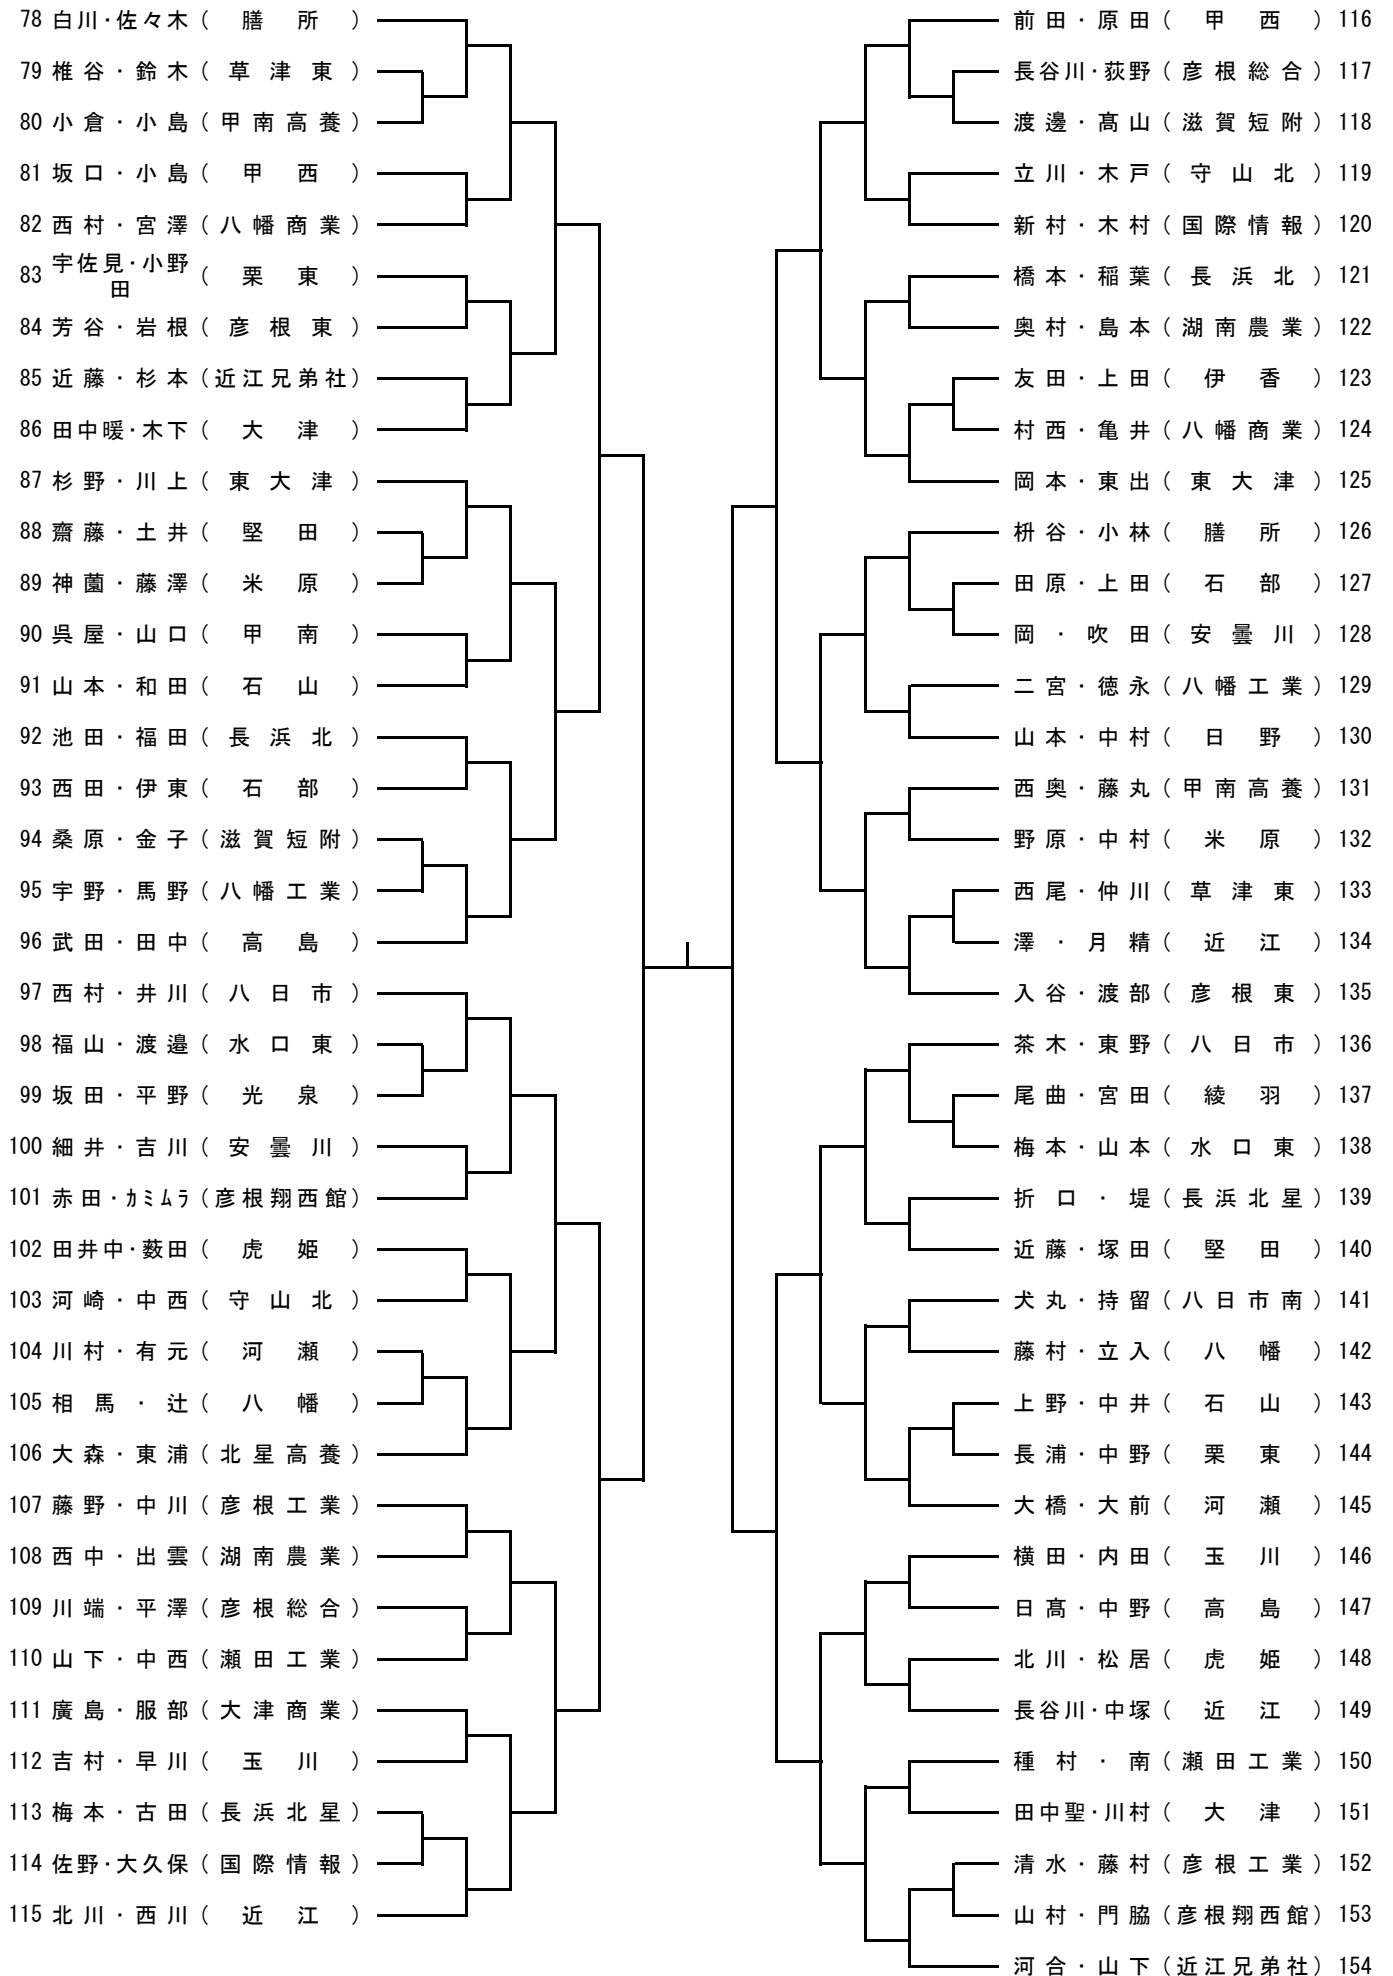 78 白川・佐々木 ( 膳所 )
79 椎谷・鈴木 ( 草津東 )
80 小倉・小島 ( 甲南高養 )
81 坂口・小島 ( 甲西 )
82 西村・宮澤 ( 八幡商業 )
83 宇佐見・小野田 ( 栗東 )
84 芳谷・岩根 ( 彦根東 )
85 近藤・杉本 ( 近江兄弟社 )
86 田中暖・木下 ( 大津 )
87 杉野・川上 ( 東大津 )
88 齋藤・土井 ( 堅田 )
89 神薗・藤澤 ( 米原 )
90 呉屋・山口 ( 甲南 )
91 山本・和田 ( 石山 )
92 池田・福田 ( 長浜北 )
93 西田・伊東 ( 石部 )
94 桑原・金子 ( 滋賀短附 )
95 宇野・馬野 ( 八幡工業 )
96 武田・田中 ( 高島 )
97 西村・井川 ( 八日市 )
98 福山・渡邉 ( 水口東 )
99 坂田・平野 ( 光泉 )
100 細井・吉川 ( 安曇川 )
101 赤田・ｶﾐﾑﾗ ( 彦根翔西館 )
102 田井中・薮田 ( 虎姫 )
103 河崎・中西 ( 守山北 )
104 川村・有元 ( 河瀬 )
105 相馬・辻 ( 八幡 )
106 大森・東浦 ( 北星高養 )
107 藤野・中川 ( 彦根工業 )
108 西中・出雲 ( 湖南農業 )
109 川端・平澤 ( 彦根総合 )
110 山下・中西 ( 瀬田工業 )
111 廣島・服部 ( 大津商業 )
112 吉村・早川 ( 玉川 )
113 梅本・古田 ( 長浜北星 )
114 佐野・大久保 ( 国際情報 )
115 北川・西川 ( 近江 )
前田・原田 ( 甲西 ) 116
長谷川・荻野 ( 彦根総合 ) 117
渡邊・髙山 ( 滋賀短附 ) 118
立川・木戸 ( 守山北 ) 119
新村・木村 ( 国際情報 ) 120
橋本・稲葉 ( 長浜北 ) 121
奥村・島本 ( 湖南農業 ) 122
友田・上田 ( 伊香 ) 123
村西・亀井 ( 八幡商業 ) 124
岡本・東出 ( 東大津 ) 125
枡谷・小林 ( 膳所 ) 126
田原・上田 ( 石部 ) 127
岡・吹田 ( 安曇川 ) 128
二宮・徳永 ( 八幡工業 ) 129
山本・中村 ( 日野 ) 130
西奥・藤丸 ( 甲南高養 ) 131
野原・中村 ( 米原 ) 132
西尾・仲川 ( 草津東 ) 133
澤・月精 ( 近江 ) 134
入谷・渡部 ( 彦根東 ) 135
茶木・東野 ( 八日市 ) 136
尾曲・宮田 ( 綾羽 ) 137
梅本・山本 ( 水口東 ) 138
折口・堤 ( 長浜北星 ) 139
近藤・塚田 ( 堅田 ) 140
犬丸・持留 ( 八日市南 ) 141
藤村・立入 ( 八幡 ) 142
上野・中井 ( 石山 ) 143
長浦・中野 ( 栗東 ) 144
大橋・大前 ( 河瀬 ) 145
横田・内田 ( 玉川 ) 146
日髙・中野 ( 高島 ) 147
北川・松居 ( 虎姫 ) 148
長谷川・中塚 ( 近江 ) 149
種村・南 ( 瀬田工業 ) 150
田中聖・川村 ( 大津 ) 151
清水・藤村 ( 彦根工業 ) 152
山村・門脇 ( 彦根翔西館 ) 153
河合・山下 ( 近江兄弟社 ) 154